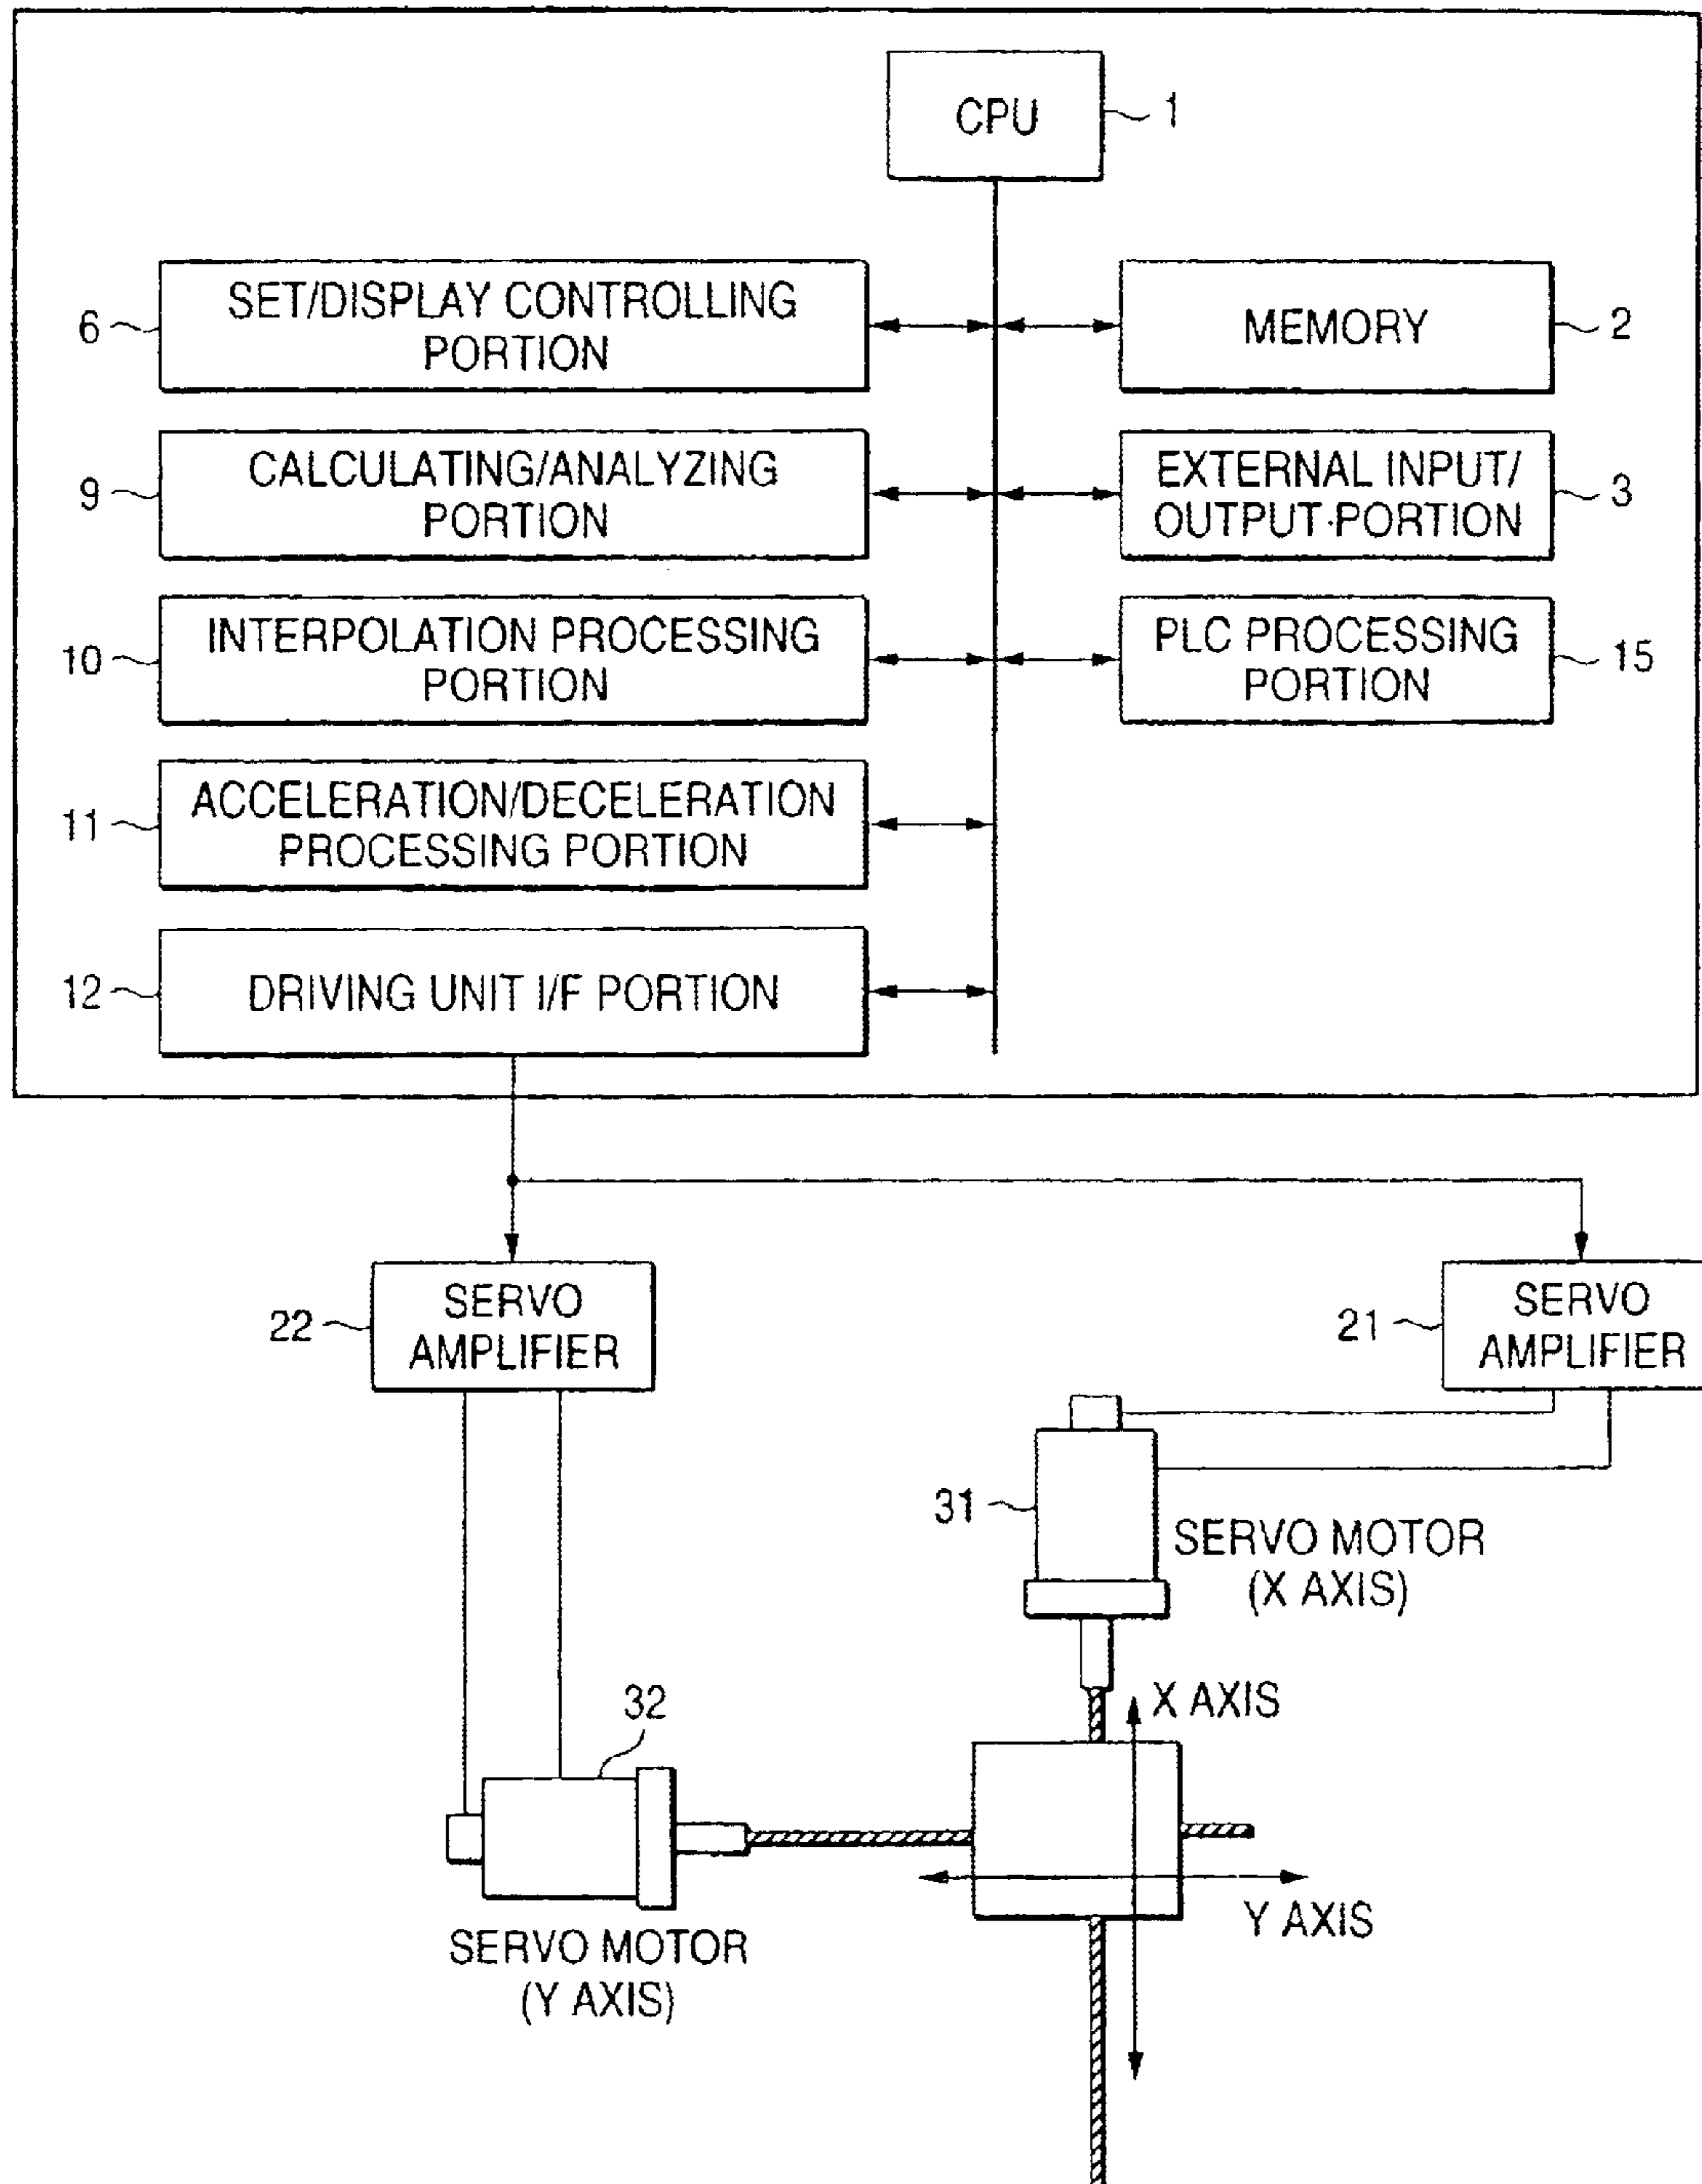 CPU
1
SET/DISPLAY CONTROLLING
PORTION
6
MEMORY
2
CALCULATING/ANALYZING
PORTION
9
EXTERNAL INPUT/
OUTPUT PORTION
3
INTERPOLATION PROCESSING
PORTION
10
PLC PROCESSING
PORTION
15
ACCELERATION/DECELERATION
PROCESSING PORTION
11
DRIVING UNIT I/F PORTION
12
SERVO
AMPLIFIER
22
SERVO
AMPLIFIER
21
31
SERVO MOTOR
(X AXIS)
32
X AXIS
Y AXIS
SERVO MOTOR
(Y AXIS)